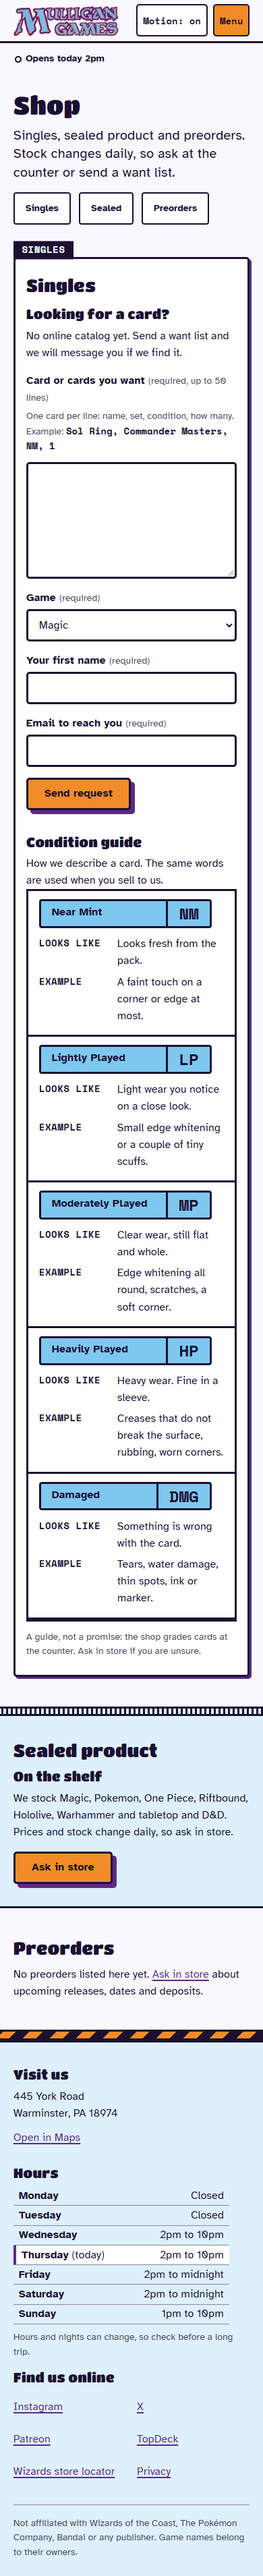 MULLIGAN
GAMES
Motion: on
Menu
Opens today 2pm
Shop
Singles, sealed product and preorders.
Stock changes daily, so ask at the
counter or send a want list.
Singles
Sealed
Preorders
SINGLES
Singles
Looking for a card?
No online catalog yet. Send a want list and
we will message you if we find it.
Card or cards you want (required, up to 50
lines)
One card per line: name, set, condition, how many.
Example: Sol Ring, Commander Masters,
NM, 1
Game (required)
Magic
Your first name (required)
Email to reach you (required)
Send request
Condition guide
How we describe a card. The same words
are used when you sell to us.
Near Mint NM
LOOKS LIKE Looks fresh from the
pack.
EXAMPLE A faint touch on a
corner or edge at
most.
Lightly Played LP
LOOKS LIKE Light wear you notice
on a close look.
EXAMPLE Small edge whitening
or a couple of tiny
scuffs.
Moderately Played MP
LOOKS LIKE Clear wear, still flat
and whole.
EXAMPLE Edge whitening all
round, scratches, a
soft corner.
Heavily Played HP
LOOKS LIKE Heavy wear. Fine in a
sleeve.
EXAMPLE Creases that do not
break the surface,
rubbing, worn corners.
Damaged DMG
LOOKS LIKE Something is wrong
with the card.
EXAMPLE Tears, water damage,
thin spots, ink or
marker.
A guide, not a promise: the shop grades cards at
the counter. Ask in store if you are unsure.
Sealed product
On the shelf
We stock Magic, Pokemon, One Piece, Riftbound,
Hololive, Warhammer and tabletop and D&D.
Prices and stock change daily, so ask in store.
Ask in store
Preorders
No preorders listed here yet. Ask in store about
upcoming releases, dates and deposits.
Visit us
445 York Road
Warminster, PA 18974
Open in Maps
Hours
Monday Closed
Tuesday Closed
Wednesday 2pm to 10pm
Thursday (today) 2pm to 10pm
Friday 2pm to midnight
Saturday 2pm to midnight
Sunday 1pm to 10pm
Hours and nights can change, so check before a long
trip.
Find us online
Instagram X
Patreon TopDeck
Wizards store locator Privacy
Not affiliated with Wizards of the Coast, The Pokémon
Company, Bandai or any publisher. Game names belong
to their owners.